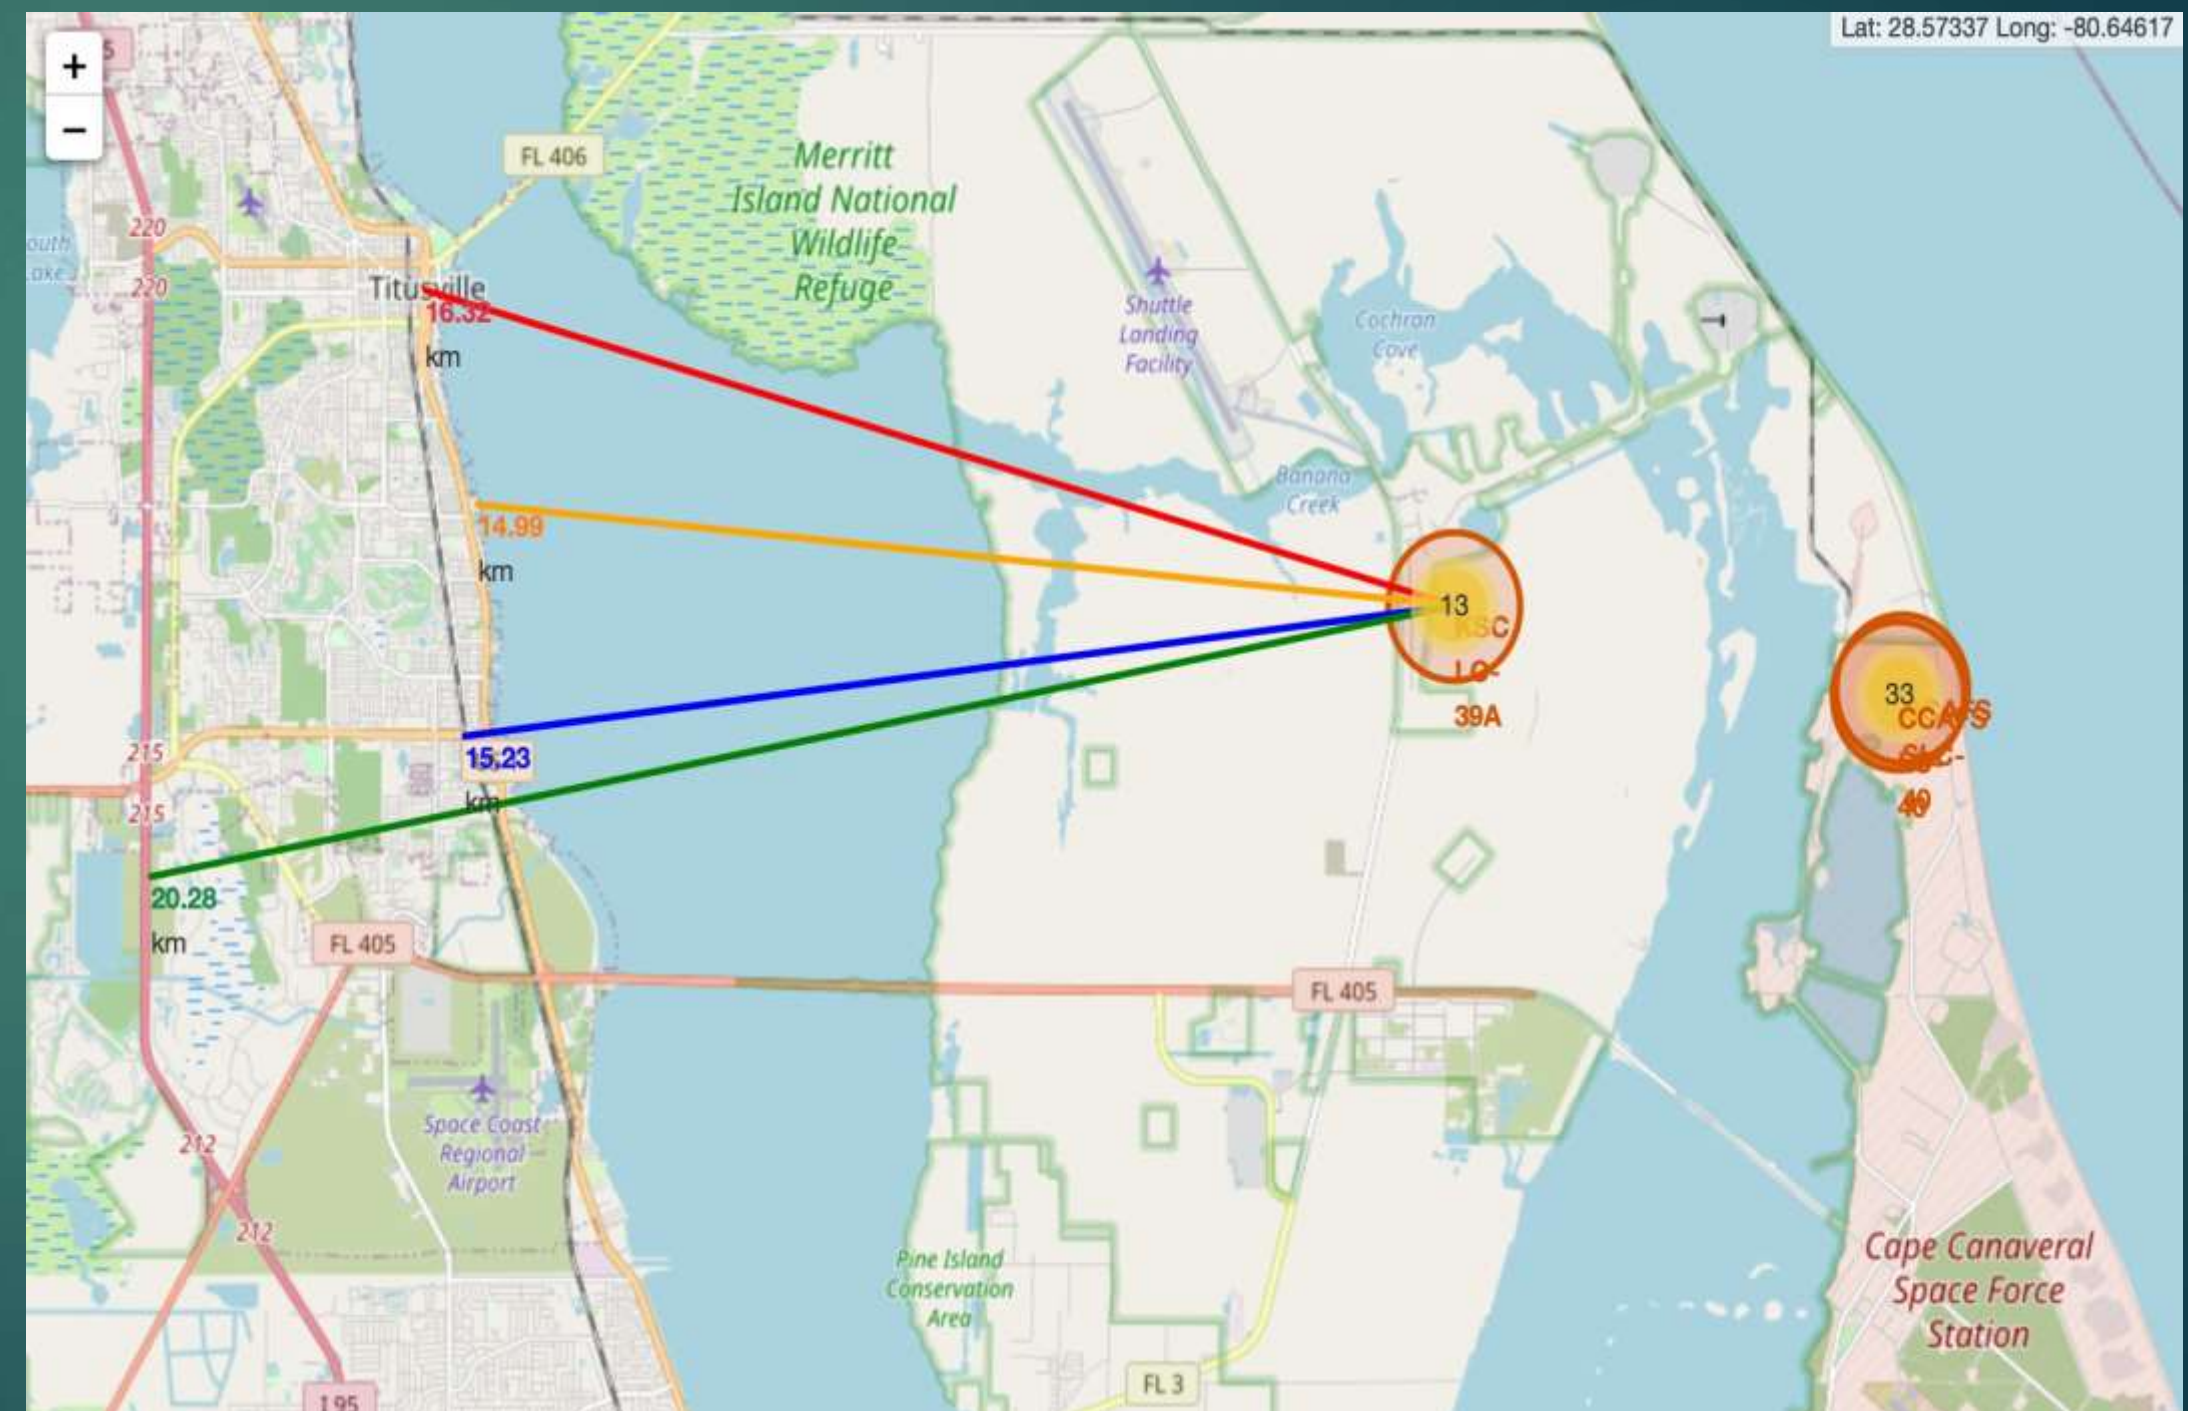 +
−
Lat: 28.57337 Long: -80.64617
5
FL 406
Merritt
Island National
Wildlife
Refuge
220
outh
ake
220
Titusville
16.32
km
Shuttle
Landing
Facility
Cochran
Cove
Banana
Creek
14.99
km
13
KSC
LC-
39A
33
CCAFS
SLC-
40
215
15.23
km
215
20.28
km
FL 405
FL 405
Space Coast
Regional
Airport
212
212
Pine Island
Conservation
Area
Cape Canaveral
Space Force
Station
FL 3
I 95